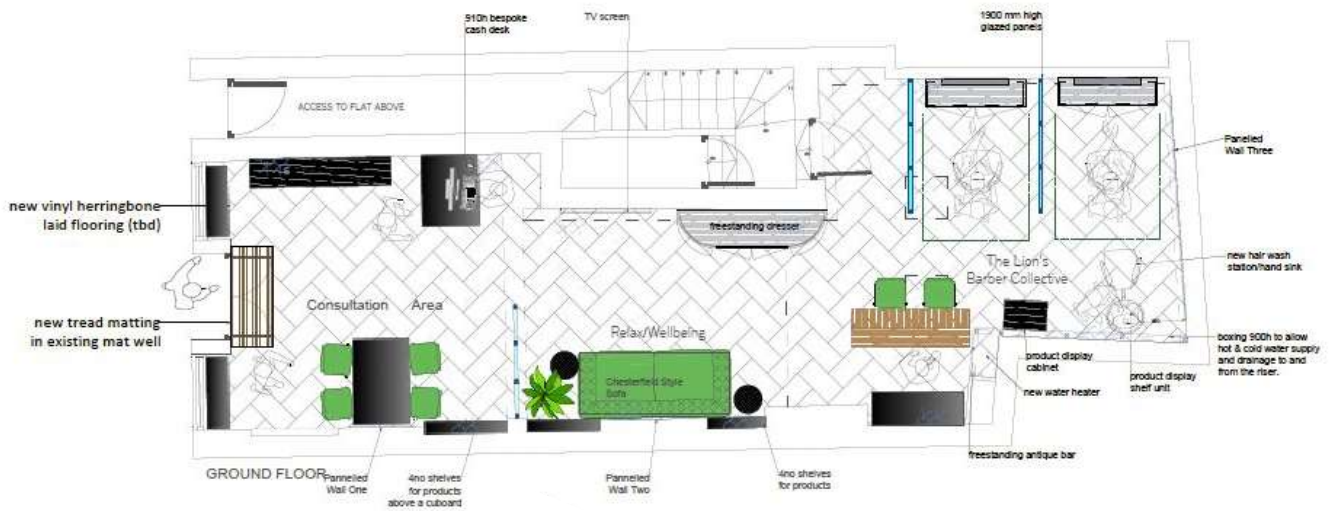 910h bespoke
cash desk
TV screen
1900 mm high
glazed panels
ACCESS TO FLAT ABOVE
Panelled
Wall Three
new vinyl herringbone
laid flooring (tbd)
freestanding dresser
The Lion's
Barber Collective
new hair wash
station/hand sink
Consultation Area
Relax/Wellbeing
new tread matting
in existing mat well
Chesterfield Style
Sofa
boxing 900h to allow
hot & cold water supply
and drainage to and
from the riser.
product display
cabinet
product display
shelf unit
new water heater
freestanding antique bar
GROUND FLOOR
Pannelled
Wall One
4no shelves
for products
above a cuboard
Pannelled
Wall Two
4no shelves
for products